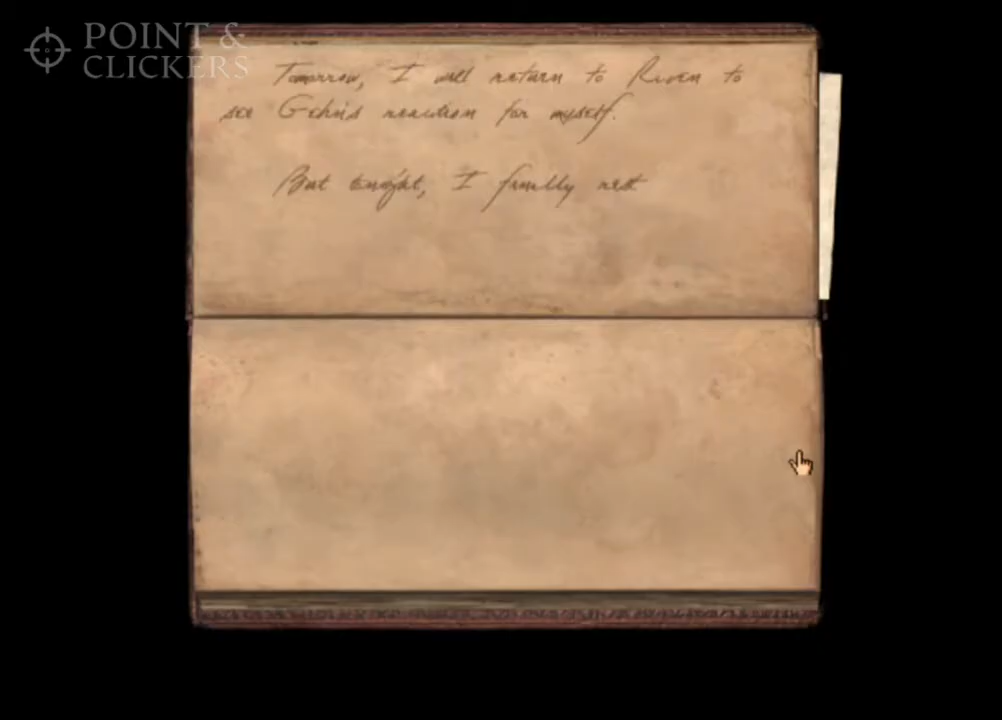 POINT &
CLICKERS
Tomorrow, I will return to Riven to
see Gehn's reaction for myself.
But tonight, I finally rest